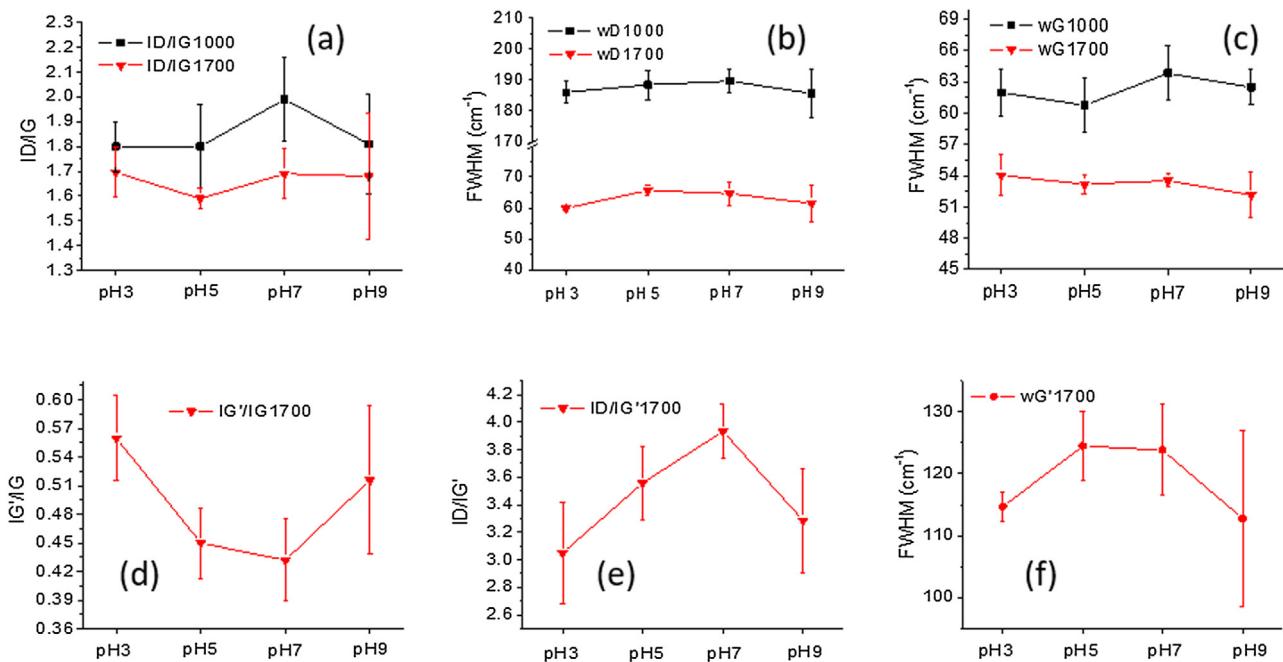 (a)
ID/IG1000
ID/IG1700
2.3
2.2
2.1
2.0
1.9
1.8
1.7
1.6
1.5
1.4
1.3
ID/IG
pH3
pH5
pH7
pH9
(b)
wD1000
wD1700
210
200
190
180
170
70
60
50
40
FWHM (cm⁻¹)
pH3
pH5
pH7
pH9
(c)
wG1000
wG1700
69
66
63
60
57
54
51
48
45
FWHM (cm⁻¹)
pH3
pH5
pH7
pH9
(d)
IG'/IG1700
0.60
0.57
0.54
0.51
0.48
0.45
0.42
0.39
0.36
IG'/IG
pH3
pH5
pH7
pH9
(e)
ID/IG'1700
4.2
4.0
3.8
3.6
3.4
3.2
3.0
2.8
2.6
ID/IG'
pH3
pH5
pH7
pH9
(f)
wG'1700
130
120
110
100
FWHM (cm⁻¹)
pH3
pH5
pH7
pH9